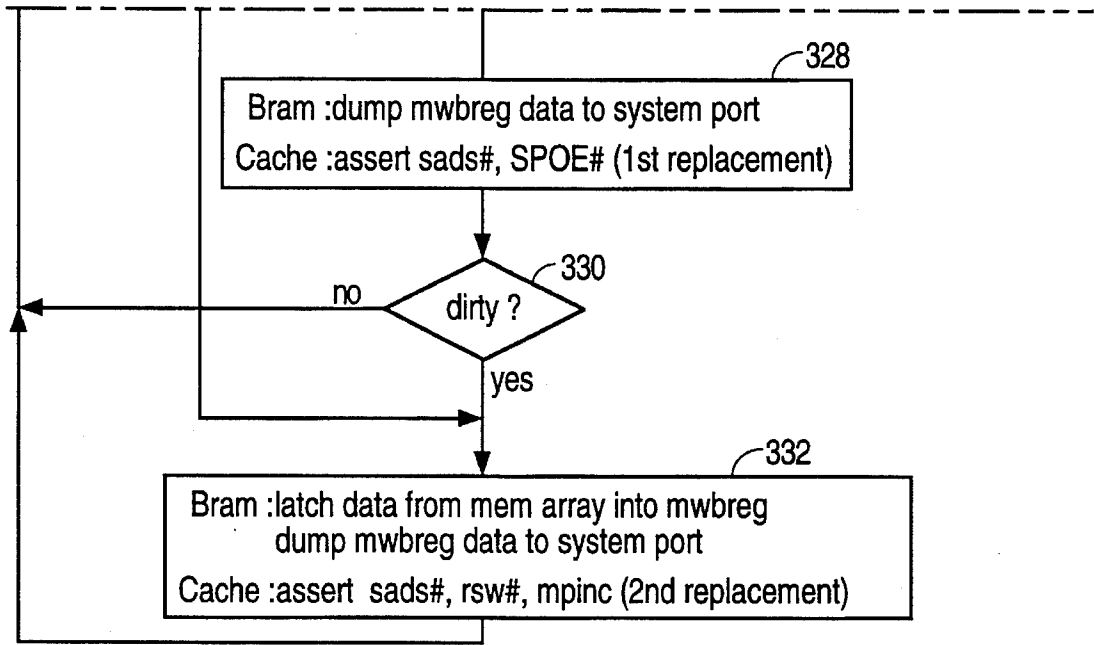 328
Bram :dump mwbreg data to system port
Cache :assert sads#, SPOE# (1st replacement)
330
no
dirty ?
yes
332
Bram :latch data from mem array into mwbreg
dump mwbreg data to system port
Cache :assert sads#, rsw#, mpinc (2nd replacement)